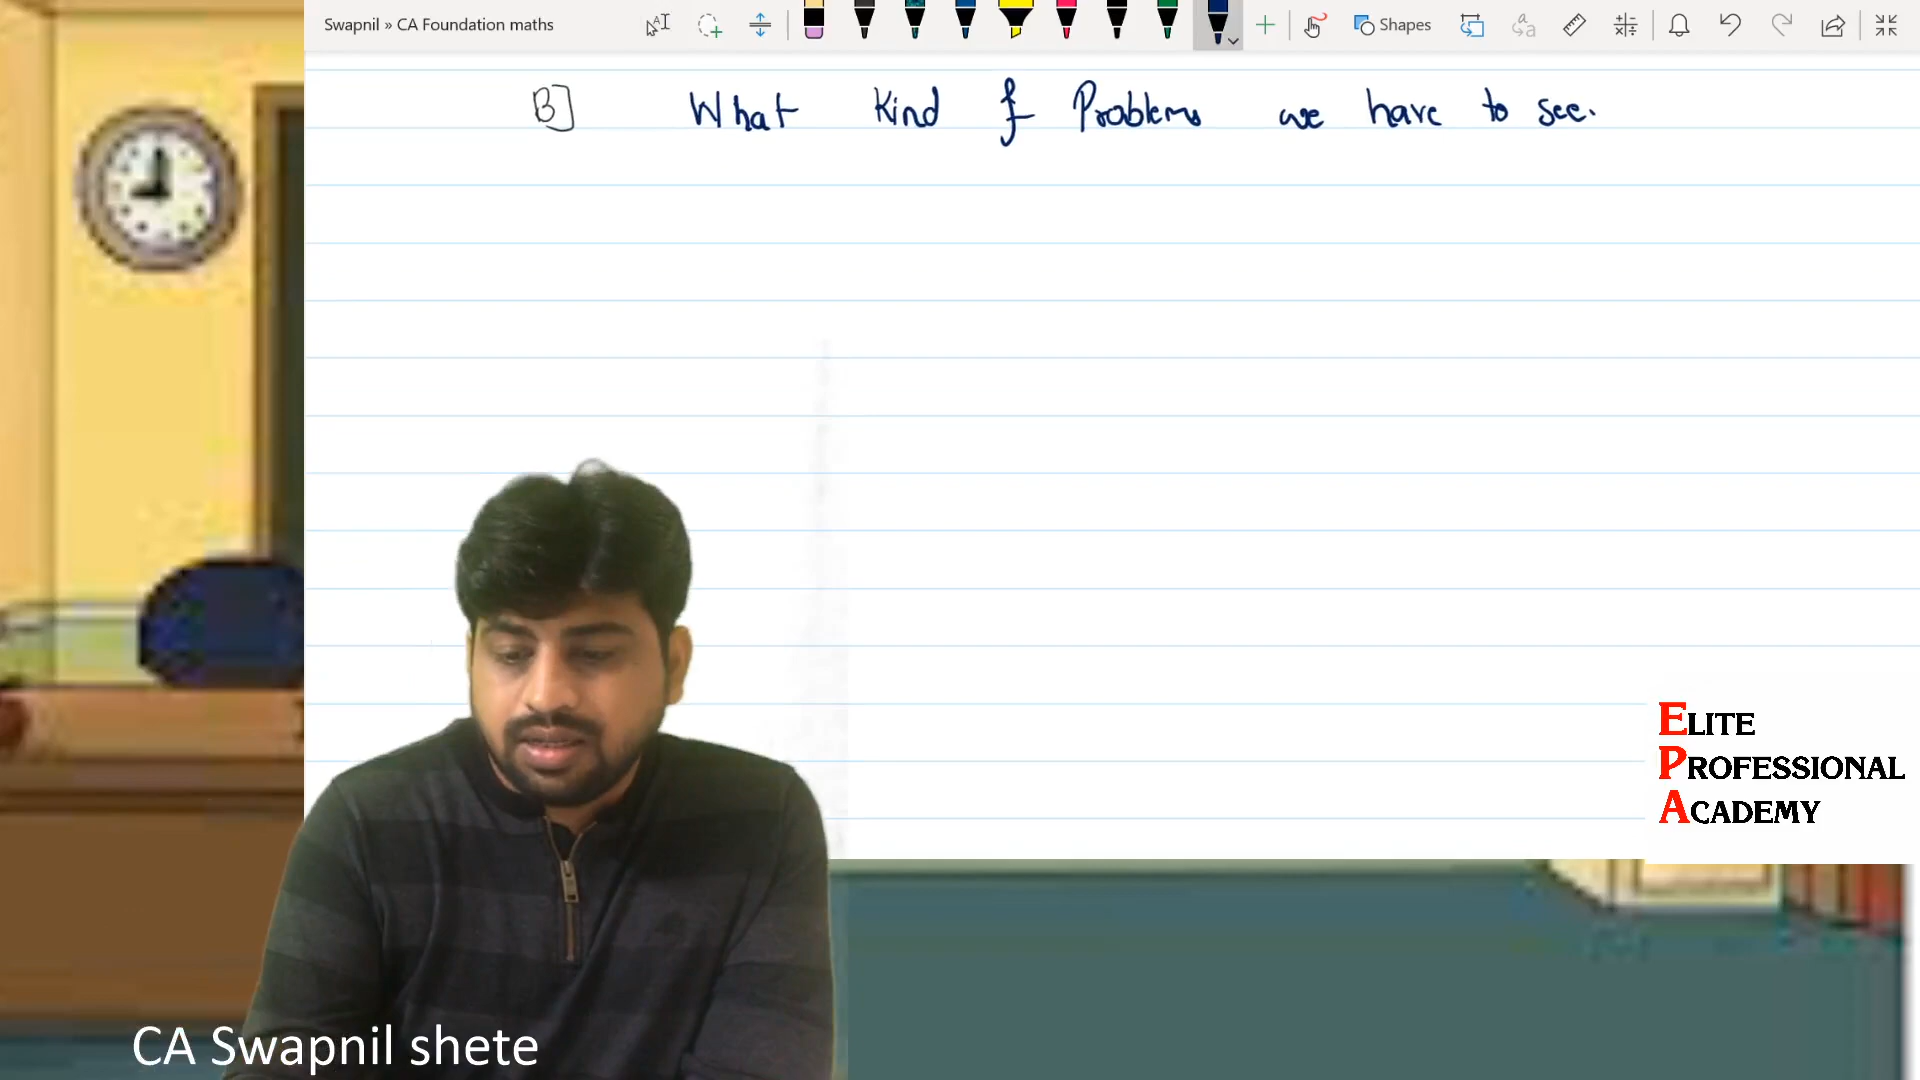 Swapnil » CA Foundation maths
Shapes
B] What Kind of Problems we have to see.
ELITE
PROFESSIONAL
ACADEMY
CA Swapnil shete